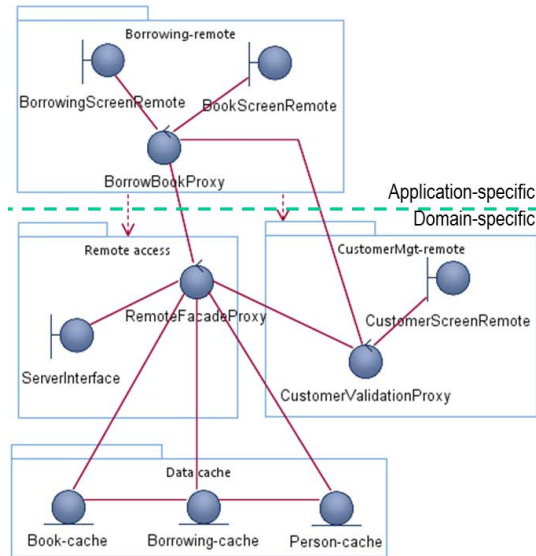 Borrowing-remote
BorrowingScreenRemote
BookScreenRemote
BorrowBookProxy
Application-specific
Domain-specific
Remote access
CustomerMgt-remote
RemoteFacadeProxy
CustomerScreenRemote
ServerInterface
CustomerValidationProxy
Data cache
Book-cache
Borrowing-cache
Person-cache